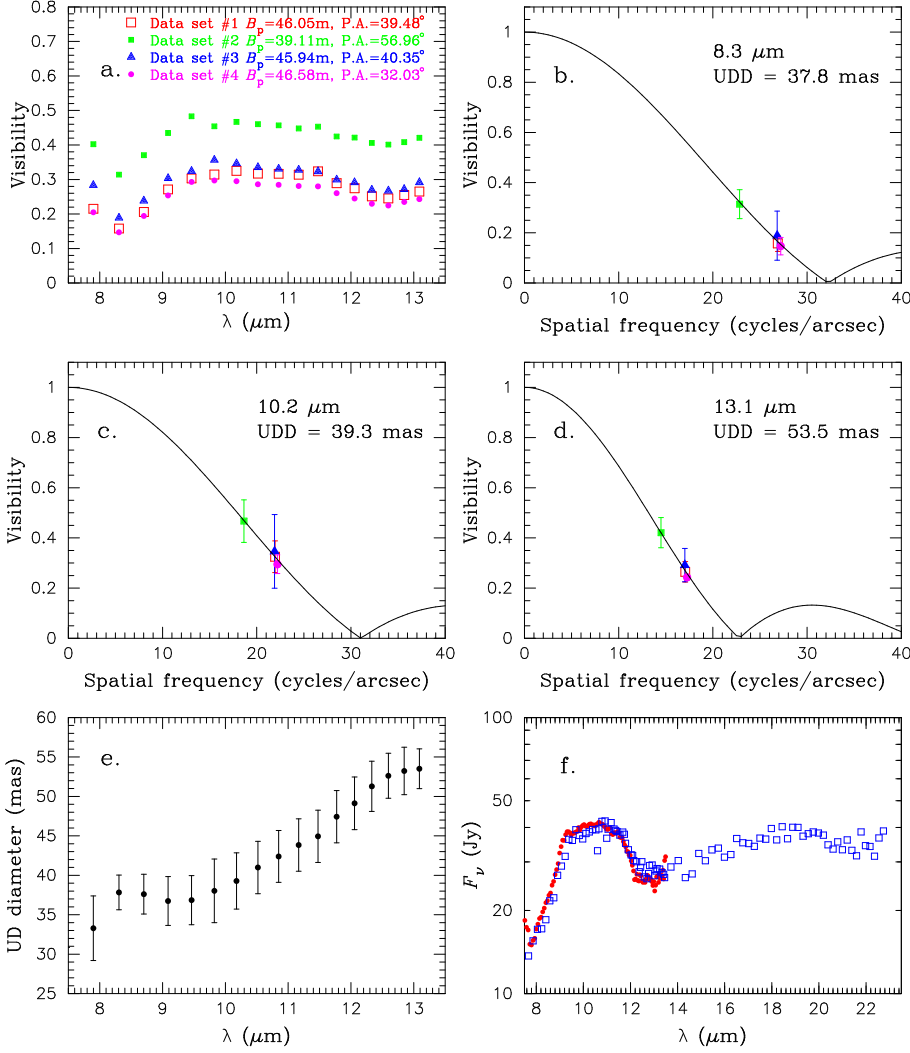 a.
Data set #1 Bp=46.05m, P.A.=39.48°
Data set #2 Bp=39.11m, P.A.=56.96°
Data set #3 Bp=45.94m, P.A.=40.35°
Data set #4 Bp=46.58m, P.A.=32.03°
Visibility
0.8
0.7
0.6
0.5
0.4
0.3
0.2
0.1
0
8 9 10 11 12 13
λ (μm)
b.
8.3 μm
UDD = 37.8 mas
Visibility
1
0.8
0.6
0.4
0.2
0
0 10 20 30 40
Spatial frequency (cycles/arcsec)
c.
10.2 μm
UDD = 39.3 mas
Visibility
1
0.8
0.6
0.4
0.2
0
0 10 20 30 40
Spatial frequency (cycles/arcsec)
d.
13.1 μm
UDD = 53.5 mas
Visibility
1
0.8
0.6
0.4
0.2
0
0 10 20 30 40
Spatial frequency (cycles/arcsec)
e.
UD diameter (mas)
60
55
50
45
40
35
30
25
8 9 10 11 12 13
λ (μm)
f.
Fν (Jy)
100
50
20
10
8 10 12 14 16 18 20 22
λ (μm)